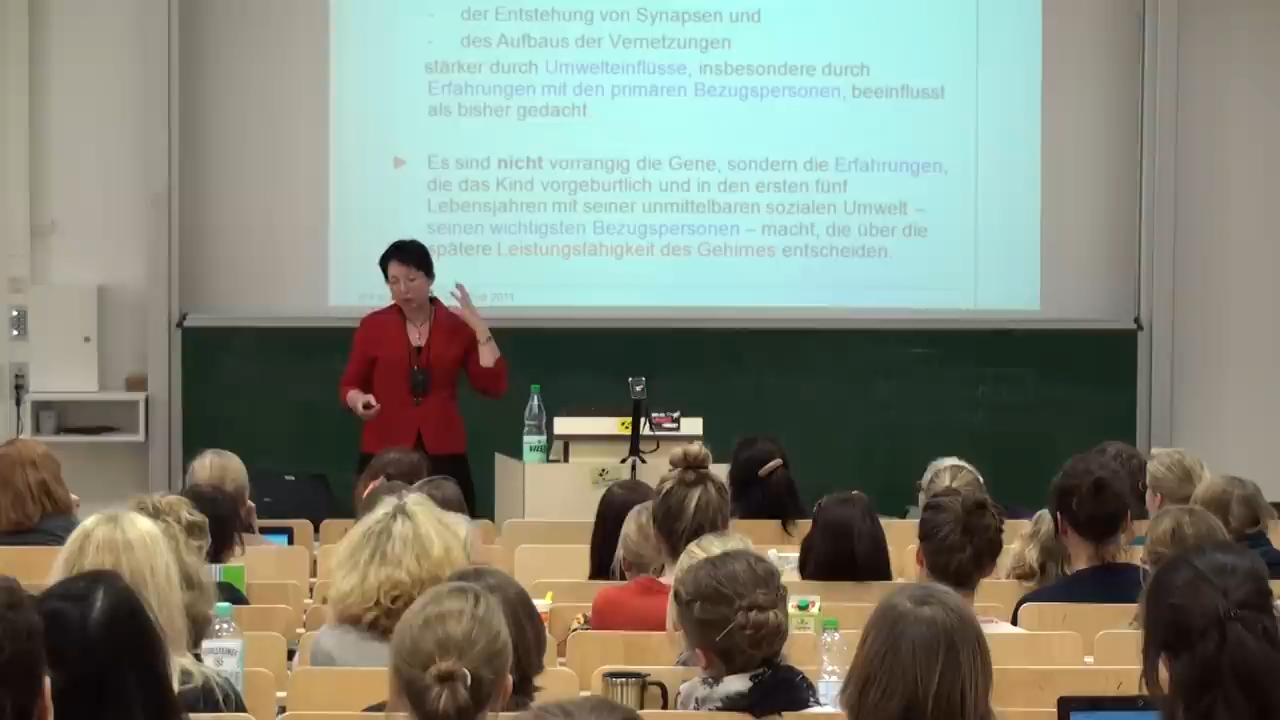 - der Entstehung von Synapsen und
- des Aufbaus der Vernetzungen
stärker durch Umwelteinflüsse, insbesondere durch
Erfahrungen mit den primären Bezugspersonen, beeinflusst
als bisher gedacht.
Es sind nicht vorrangig die Gene, sondern die Erfahrungen,
die das Kind vorgeburtlich und in den ersten fünf
Lebensjahren mit seiner unmittelbaren sozialen Umwelt –
seinen wichtigsten Bezugspersonen – macht, die über die
spätere Leistungsfähigkeit des Gehirnes entscheiden.
2011